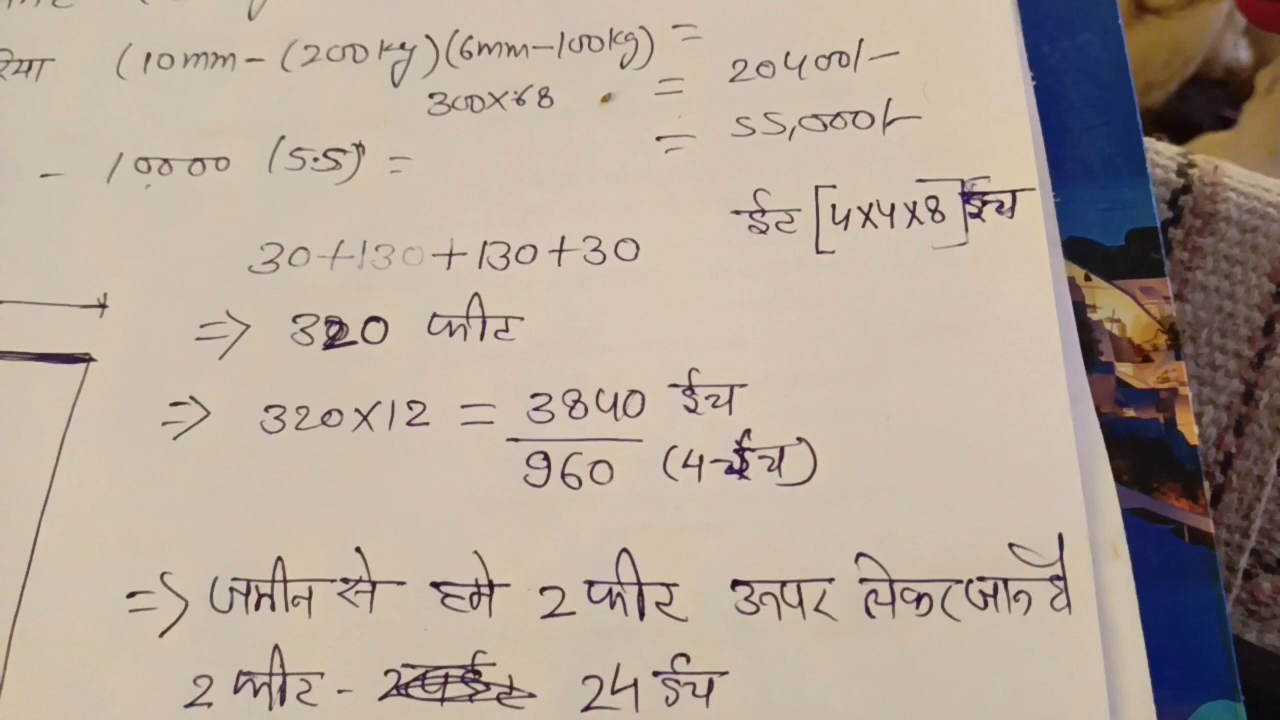 (10mm-(200kg)(6mm-100kg) =
300×68 = 20400/-
- 10000 (5.5) = = 55,000/-
ईट [4×4×8]ईंच
30+130+130+30
=> 320 फीट
=> 320×12 = 3840 ईंच
960 (4-ईंच)
=> जमीन से हमे 2 फीट ऊपर लेकर जाने है
2 फीट - 24 ईंच